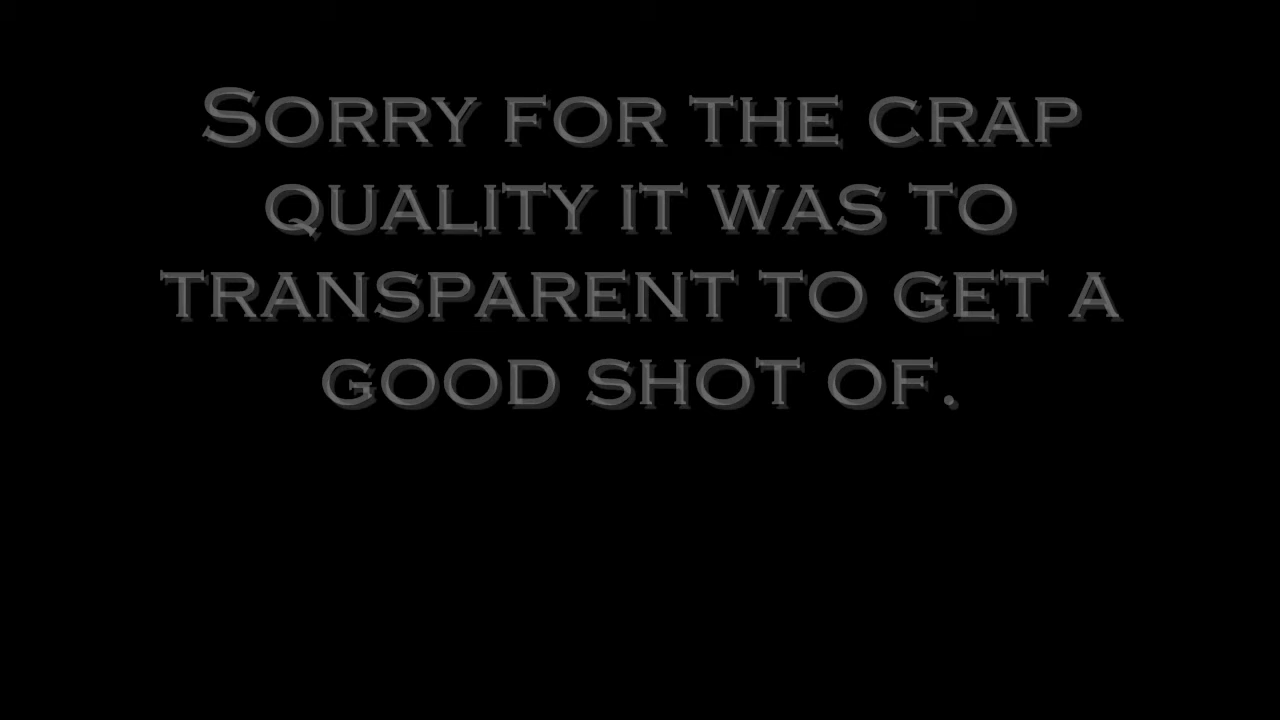 Sorry for the crap
quality it was to
transparent to get a
good shot of.